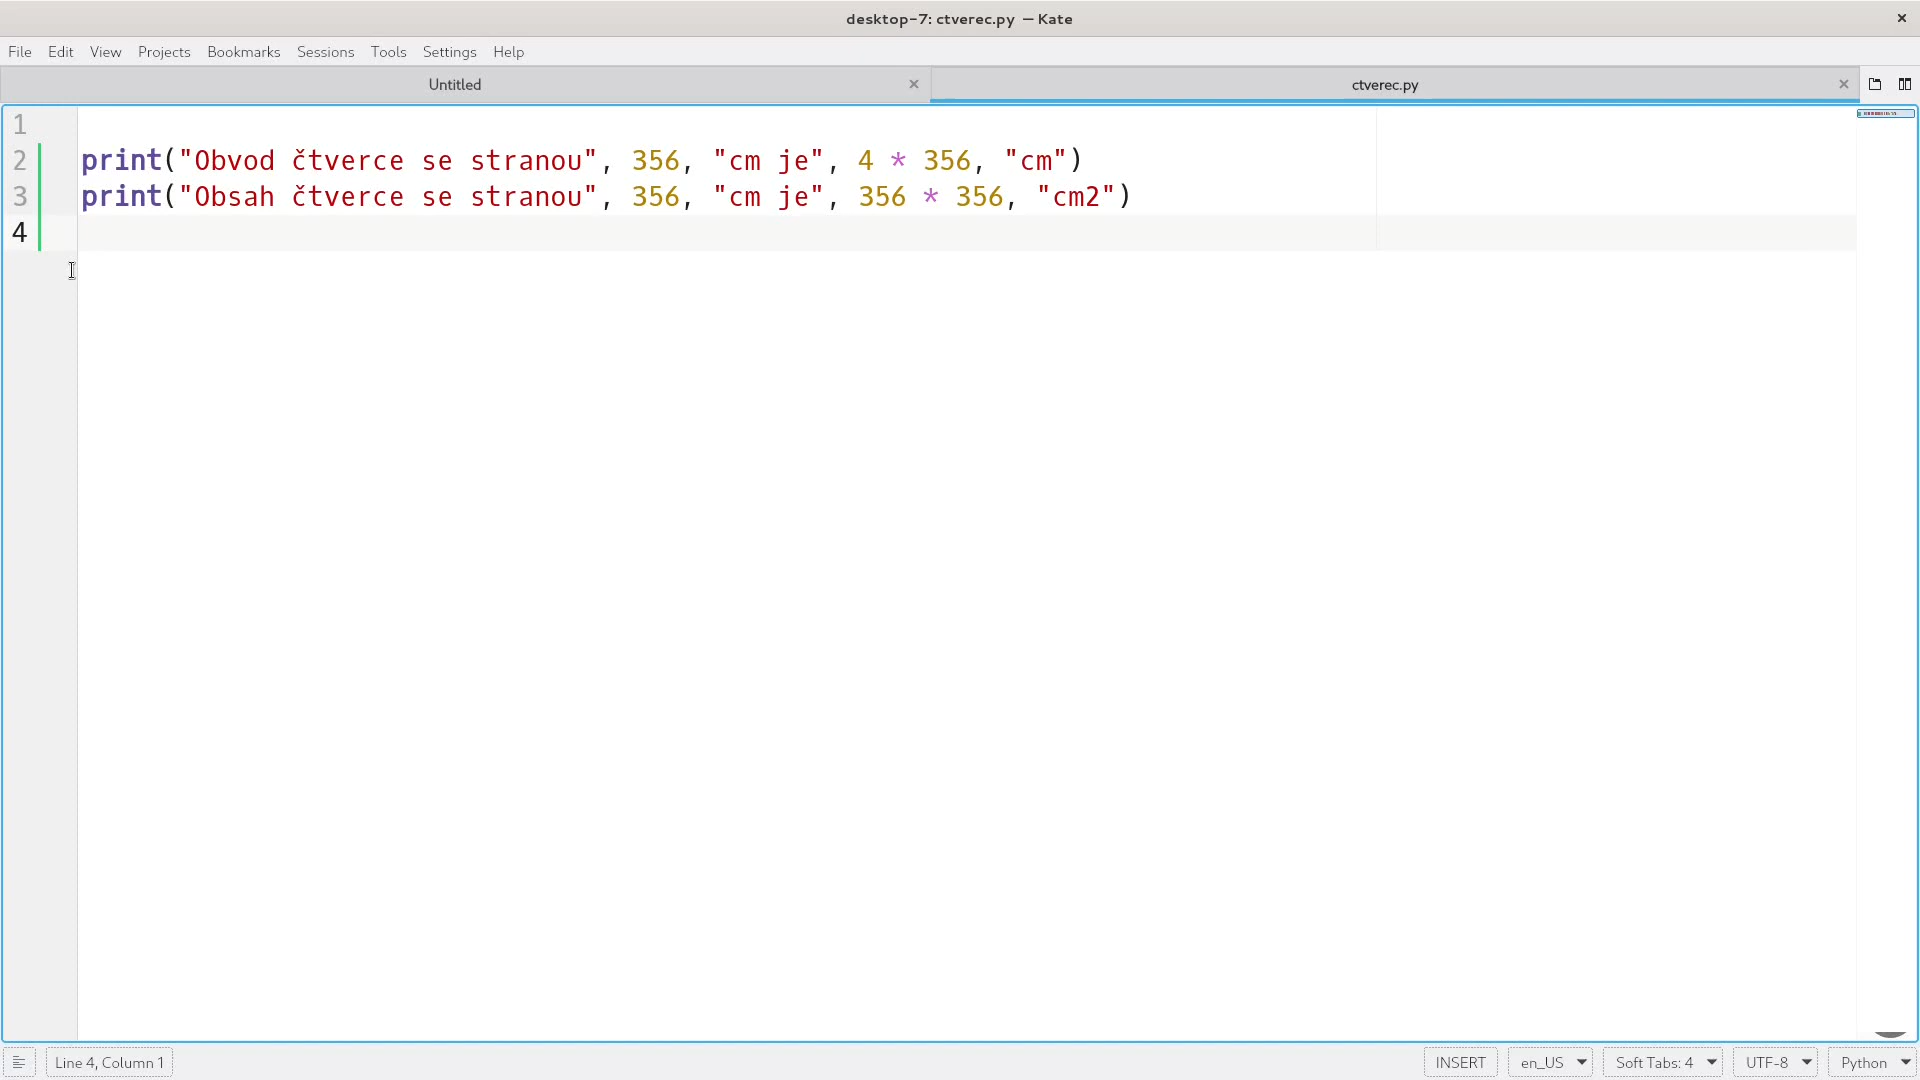 desktop-7: ctverec.py — Kate
File Edit View Projects Bookmarks Sessions Tools Settings Help
Untitled ctverec.py
1
2 print("Obvod čtverce se stranou", 356, "cm je", 4 * 356, "cm")
3 print("Obsah čtverce se stranou", 356, "cm je", 356 * 356, "cm2")
4
Line 4, Column 1 INSERT en_US Soft Tabs: 4 UTF-8 Python